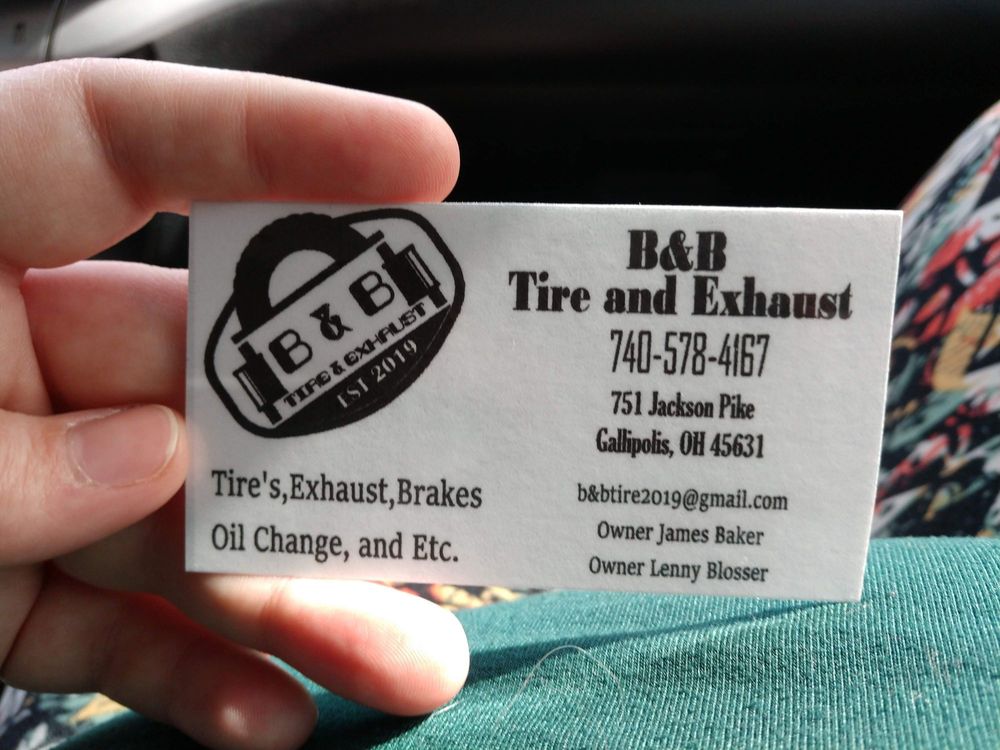 B & B
TIRE & EXHAUST
EST 2019
Tire's,Exhaust,Brakes
Oil Change, and Etc.
B&B
Tire and Exhaust
740-578-4167
751 Jackson Pike
Gallipolis, OH 45631
b&btire2019@gmail.com
Owner James Baker
Owner Lenny Blosser